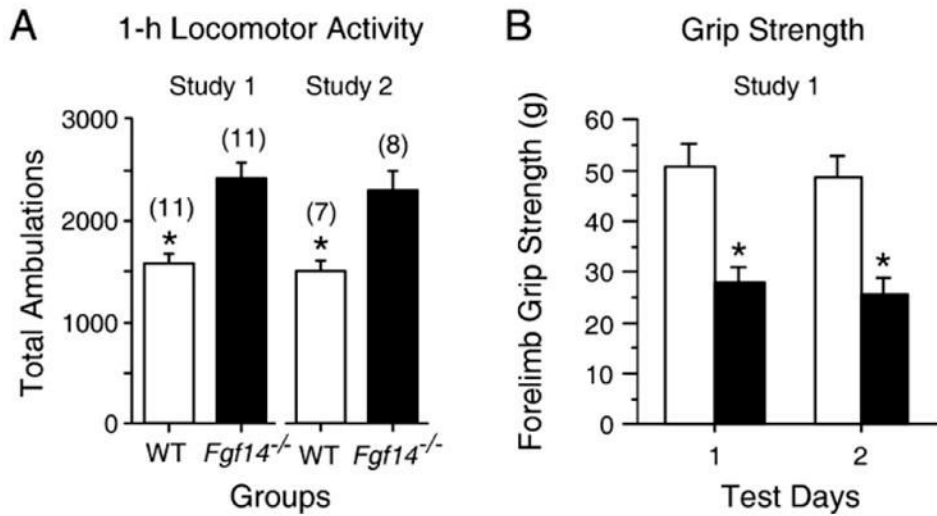 A
1-h Locomotor Activity
Study 1
Study 2
3000
2000
1000
0
Total Ambulations
(11)
*
(11)
(7)
*
(8)
WT
Fgf14-/-
WT
Fgf14-/-
Groups
B
Grip Strength
Study 1
60
50
40
30
20
10
0
Forelimb Grip Strength (g)
*
*
1
2
Test Days